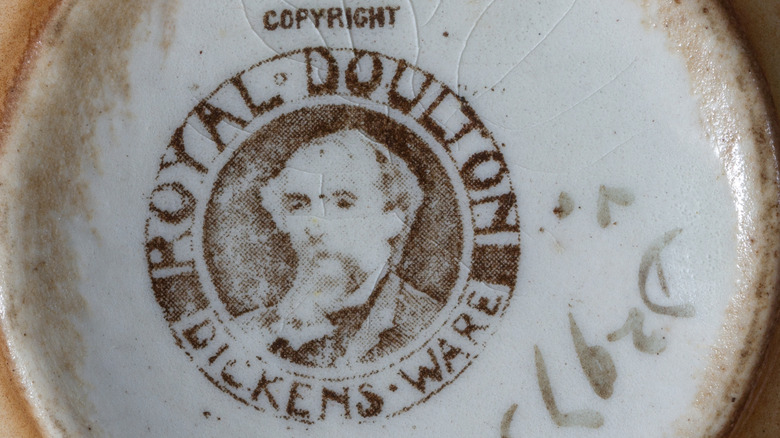 COPYRIGHT
ROYAL · DOULTON
DICKENS · WARE